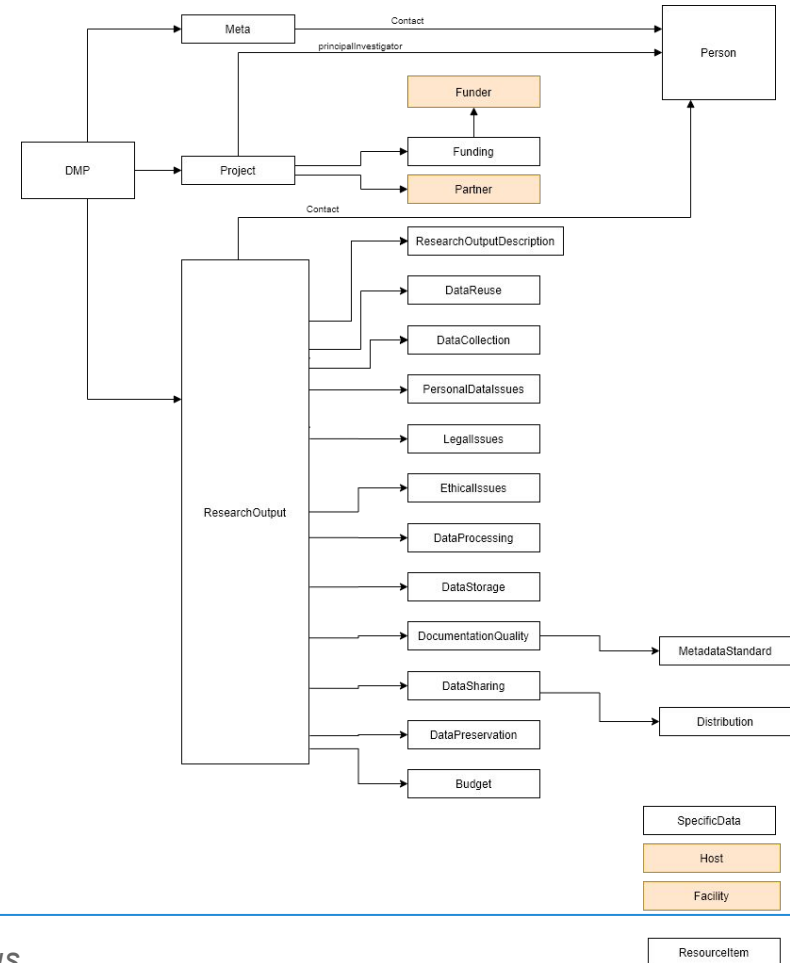 Meta
Contact
principalInvestigator
Person
Funder
DMP
Project
Funding
Partner
Contact
ResearchOutput
ResearchOutputDescription
DataReuse
DataCollection
PersonalDataIssues
LegalIssues
EthicalIssues
DataProcessing
DataStorage
DocumentationQuality
MetadataStandard
DataSharing
Distribution
DataPreservation
Budget
SpecificData
Host
Facility
ResourceItem